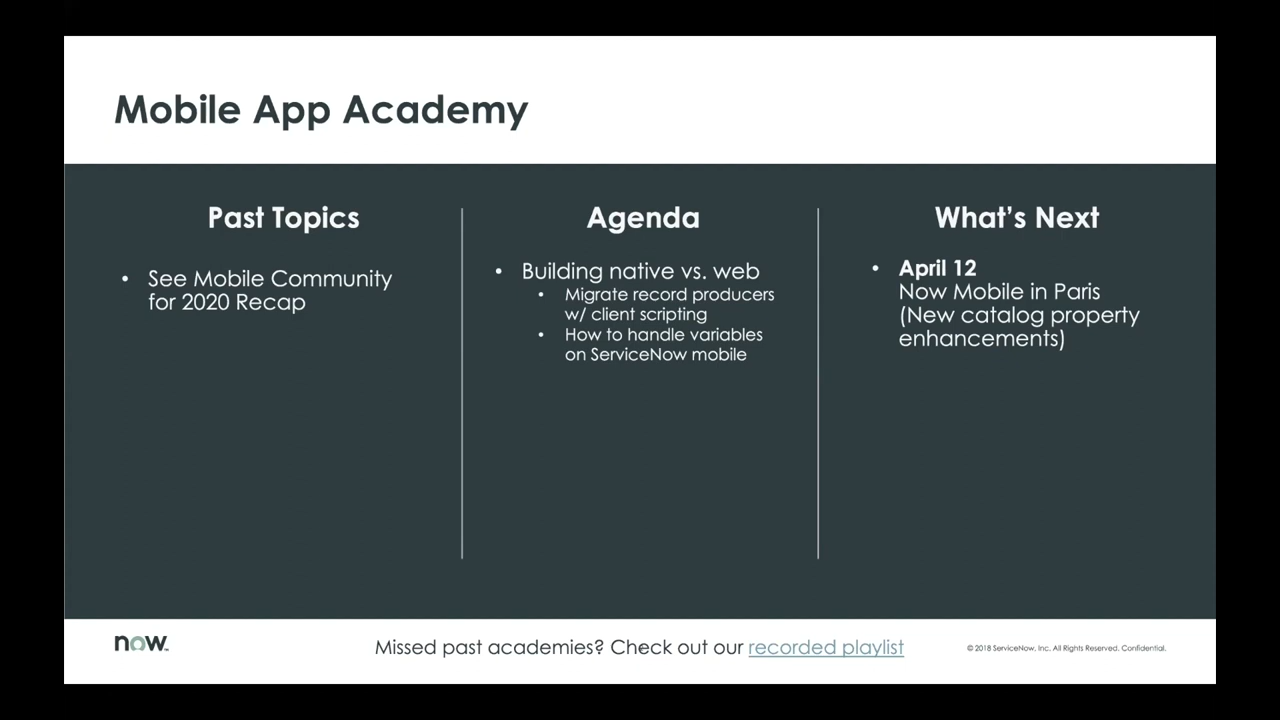 Mobile App Academy
Past Topics
• See Mobile Community
for 2020 Recap
Agenda
• Building native vs. web
• Migrate record producers
w/ client scripting
• How to handle variables
on ServiceNow mobile
What's Next
• April 12
Now Mobile in Paris
(New catalog property
enhancements)
now™
Missed past academies? Check out our recorded playlist
© 2018 ServiceNow, Inc. All Rights Reserved. Confidential.